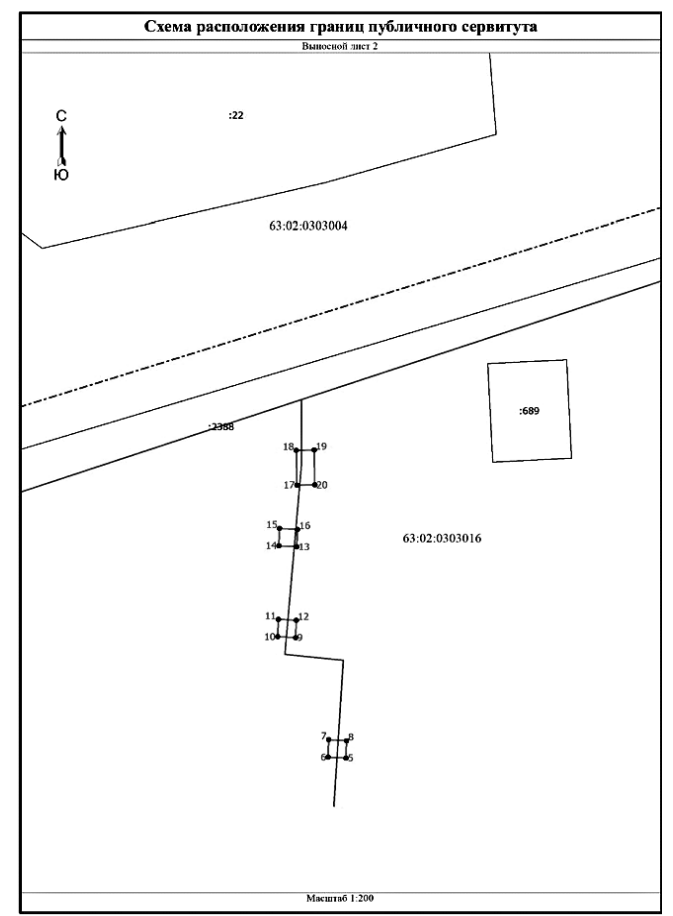 Схема расположения границ публичного сервитута
Выносной лист 2
С
:22
Ю
63:02:0303004
:689
:2388
18 19
17 20
15 16
63:02:0303016
14 13
11 12
10 9
7 8
6 5
Масштаб 1:200